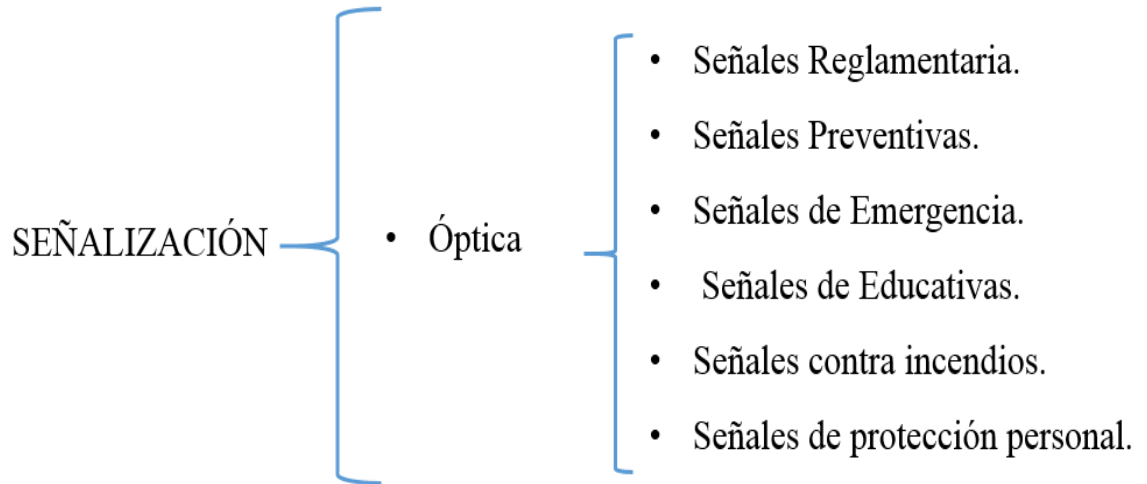 SEÑALIZACIÓN
• Óptica
• Señales Reglamentaria.
• Señales Preventivas.
• Señales de Emergencia.
• Señales de Educativas.
• Señales contra incendios.
• Señales de protección personal.